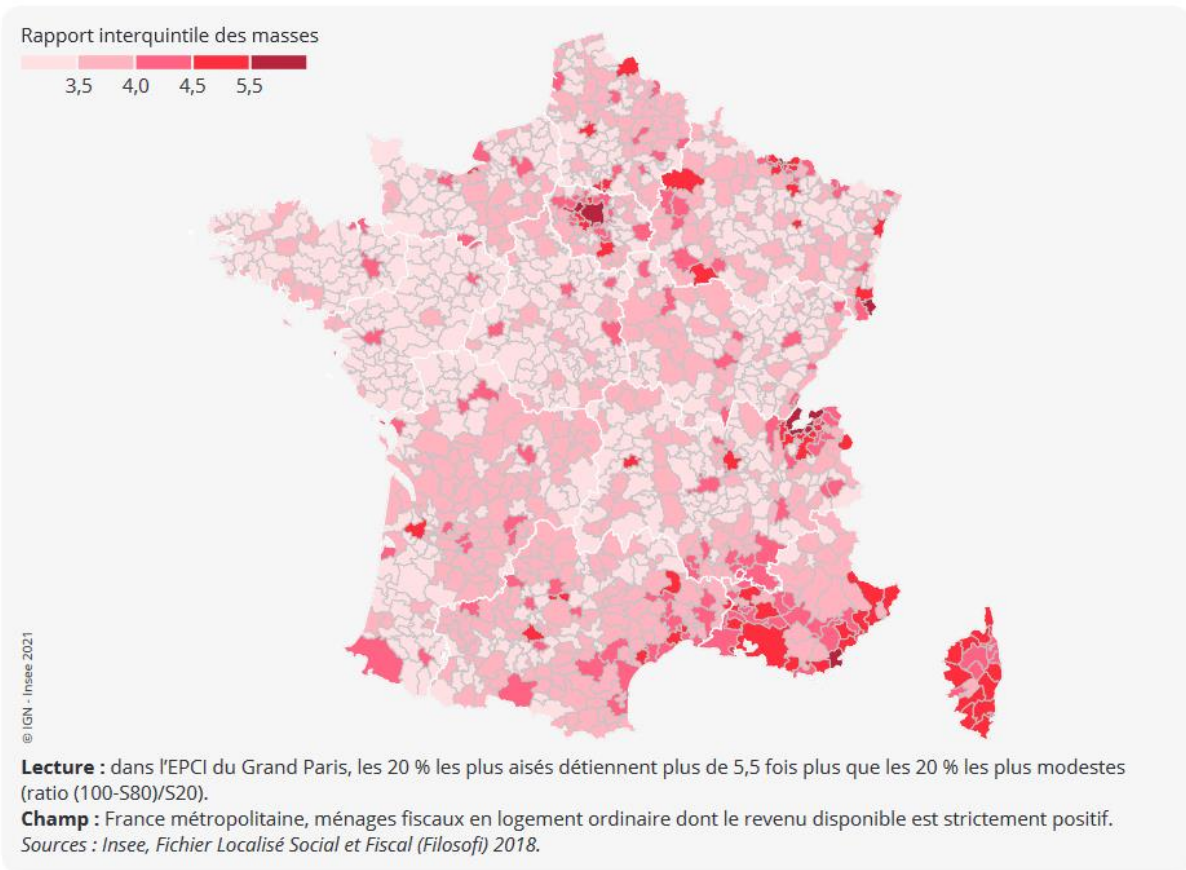 Rapport interquintile des masses
3,5 4,0 4,5 5,5
© IGN - Insee 2021
Lecture : dans l'EPCI du Grand Paris, les 20 % les plus aisés détiennent plus de 5,5 fois plus que les 20 % les plus modestes
(ratio (100-S80)/S20).
Champ : France métropolitaine, ménages fiscaux en logement ordinaire dont le revenu disponible est strictement positif.
Sources : Insee, Fichier Localisé Social et Fiscal (Filosofi) 2018.